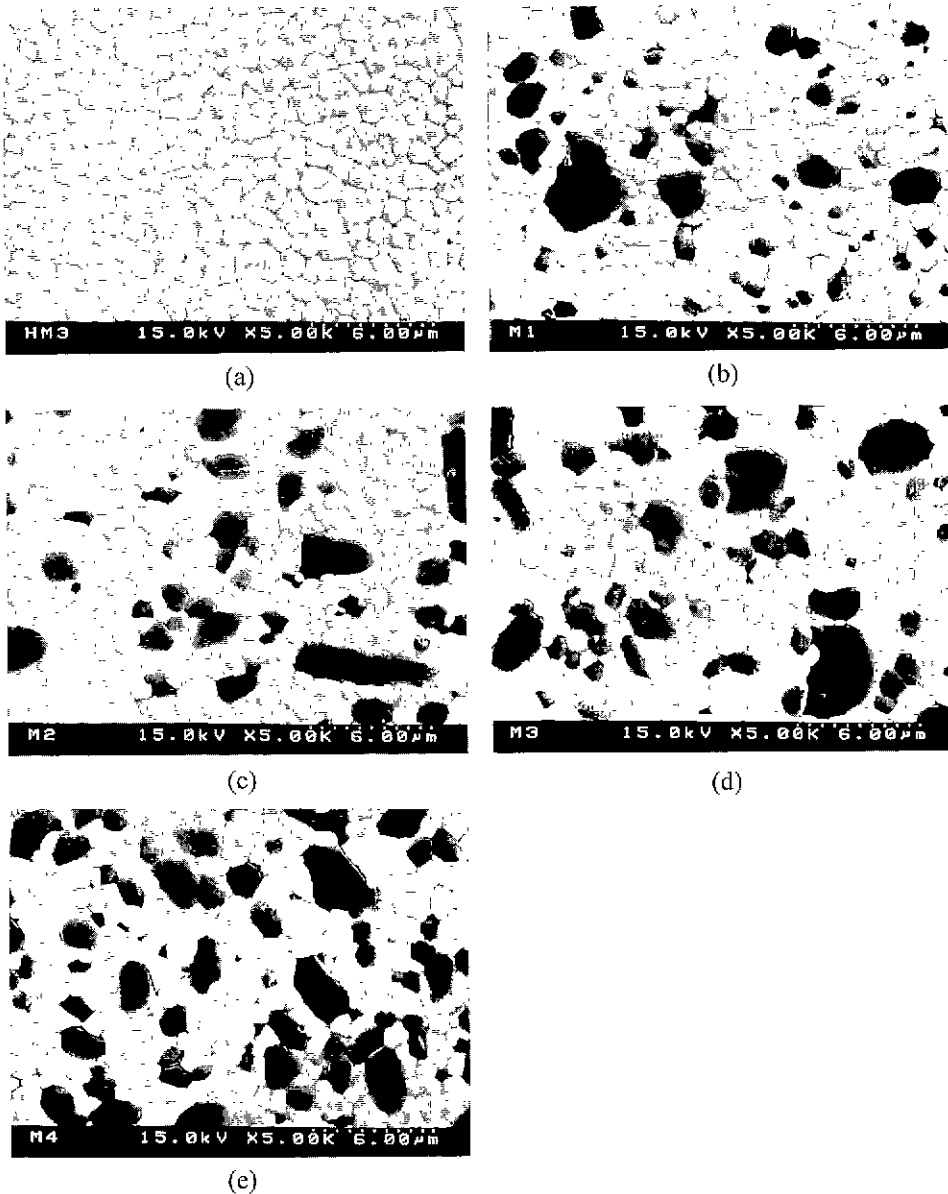 HM3 15.0kV X5.00K 6.00µm
(a)
M1 15.0kV X5.00K 6.00µm
(b)
M2 15.0kV X5.00K 6.00µm
(c)
M3 15.0kV X5.00K 6.00µm
(d)
M4 15.0kV X5.00K 6.00µm
(e)